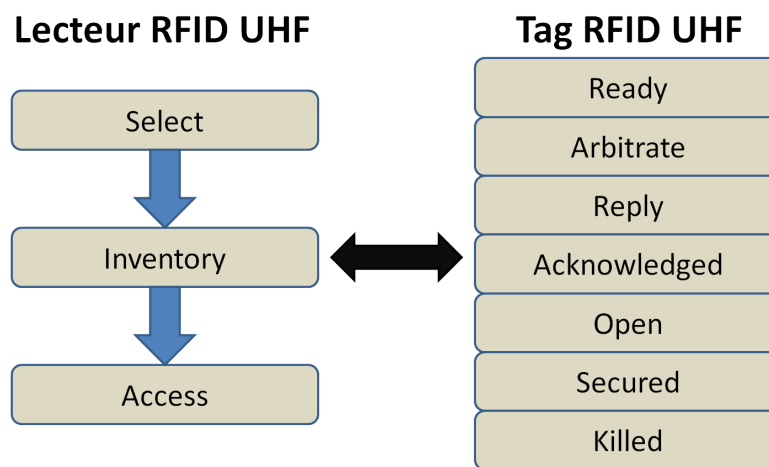 Lecteur RFID UHF
Select
Inventory
Access
Tag RFID UHF
Ready
Arbitrate
Reply
Acknowledged
Open
Secured
Killed